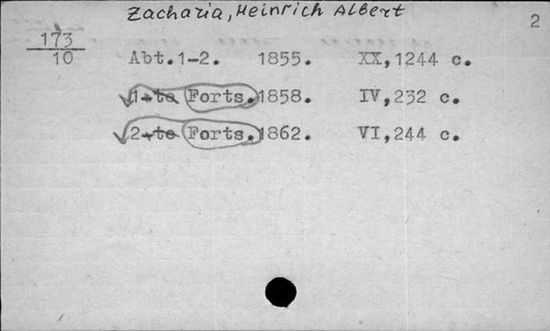 Zacharia, Heinrich Albert
2
173
10
Abt.1-2. 1855. XX,1244 c.
1-te Forts.1858. IV,232 c.
2-te Forts.1862. VI,244 c.